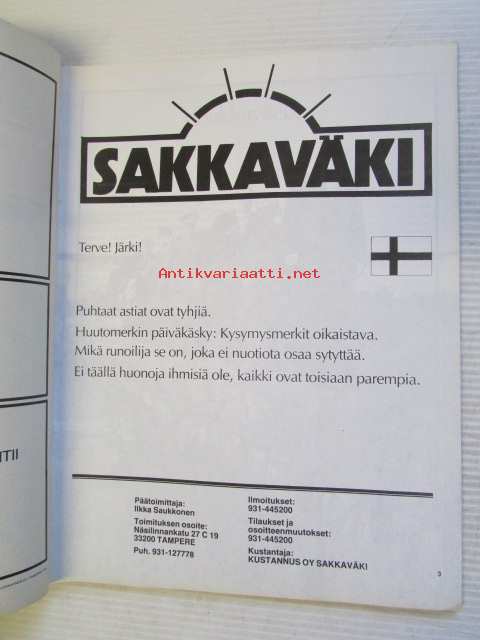 SAKKAVÄKI
Terve! Järki!
Antikvariaatti.net
Puhtaat astiat ovat tyhjiä.
Huutomerkin päiväkäsky: Kysymysmerkit oikaistava.
Mikä runoilija se on, joka ei nuotiota osaa sytyttää.
Ei täällä huonoja ihmisiä ole, kaikki ovat toisiaan parempia.
TII
Päätoimittaja:
Ilkka Saukkonen
Toimituksen osoite:
Näsilinnankatu 27 C 19
33200 TAMPERE
Puh. 931-127778
Ilmoitukset:
931-445200
Tilaukset ja
osoitteenmuutokset:
931-445200
Kustantaja:
KUSTANNUS OY SAKKAVÄKI
3